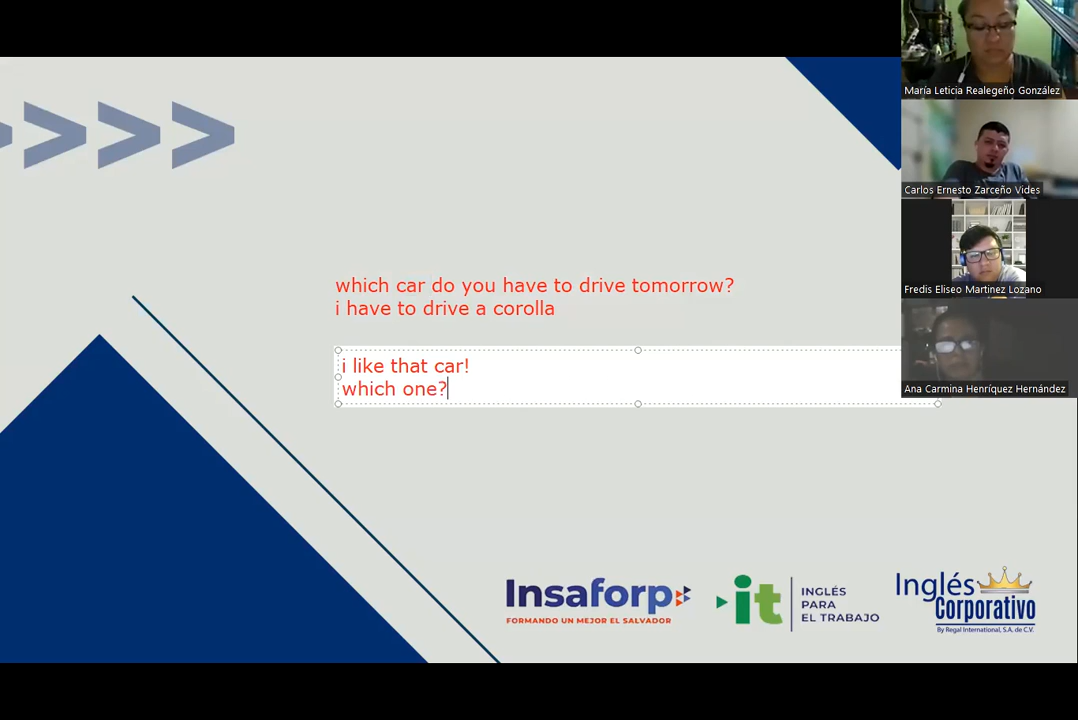 María Leticia Realegeño González
Carlos Ernesto Zarceño Vides
Fredis Eliseo Martinez Lozano
Ana Carmina Henríquez Hernández
which car do you have to drive tomorrow?
i have to drive a corolla
i like that car!
which one?
Insaforp
FORMANDO UN MEJOR EL SALVADOR
it
INGLÉS
PARA
EL TRABAJO
Inglés
Corporativo
By Regal International, S.A. de C.V.